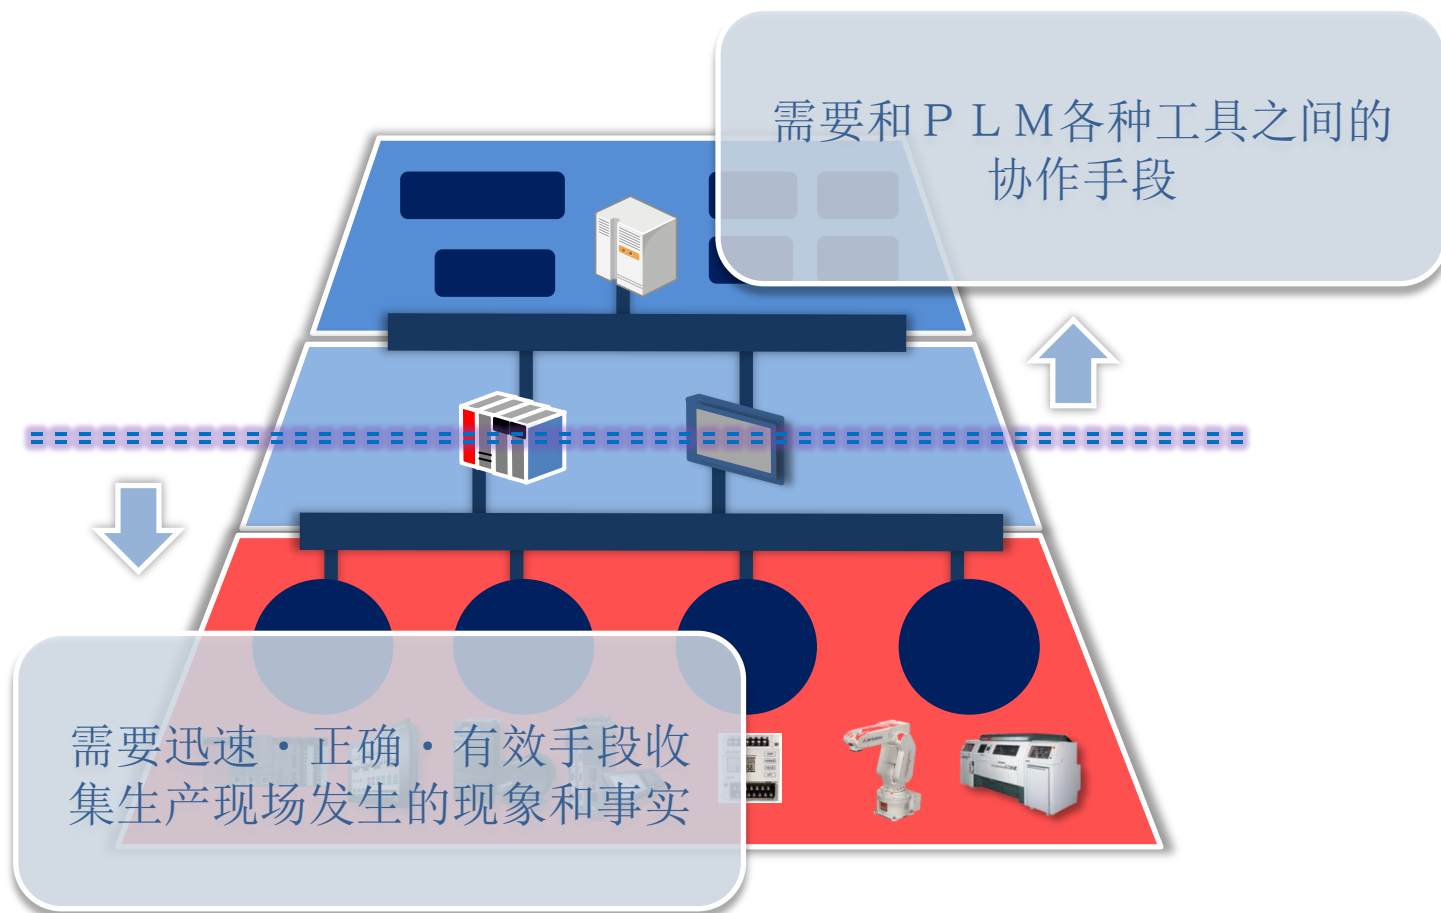 需要和ＰＬＭ各种工具之间的
协作手段
需要迅速・正确・有效手段收
集生产现场发生的现象和事实